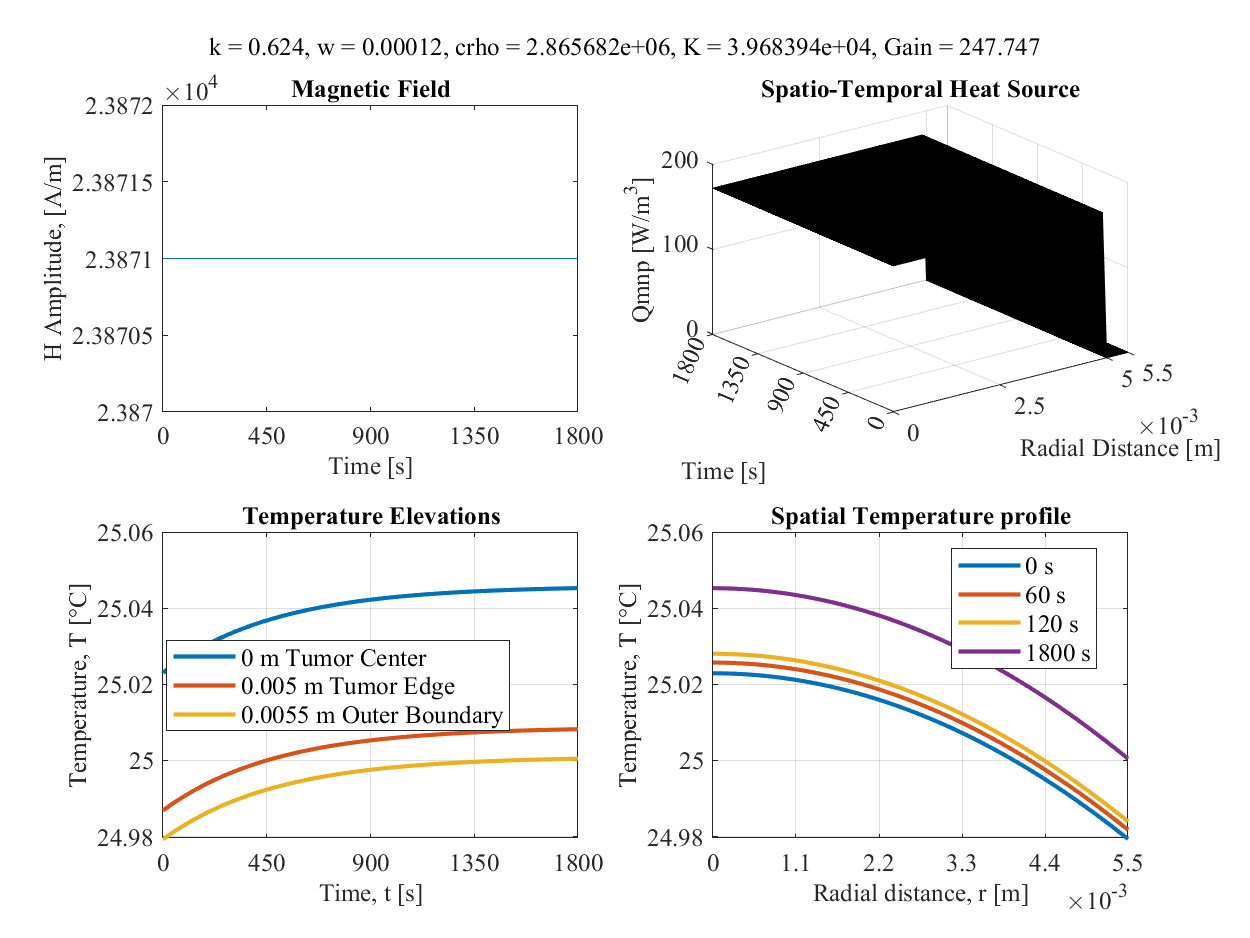 k = 0.624, w = 0.00012, crho = 2.865682e+06, K = 3.968394e+04, Gain = 247.747
Magnetic Field
×10⁴
2.3872
2.38715
2.3871
2.38705
2.387
H Amplitude, [A/m]
0 450 900 1350 1800
Time [s]
Spatio-Temporal Heat Source
200
100
0
Qmnp [W/m³]
1800 1350 900 450 0
Time [s]
0 2.5 5 5.5
×10⁻³
Radial Distance [m]
Temperature Elevations
25.06
25.04
25.02
25
24.98
Temperature, T [°C]
0 m Tumor Center
0.005 m Tumor Edge
0.0055 m Outer Boundary
0 450 900 1350 1800
Time, t [s]
Spatial Temperature profile
25.06
25.04
25.02
25
24.98
Temperature, T [°C]
0 s
60 s
120 s
1800 s
0 1.1 2.2 3.3 4.4 5.5
Radial distance, r [m]
×10⁻³